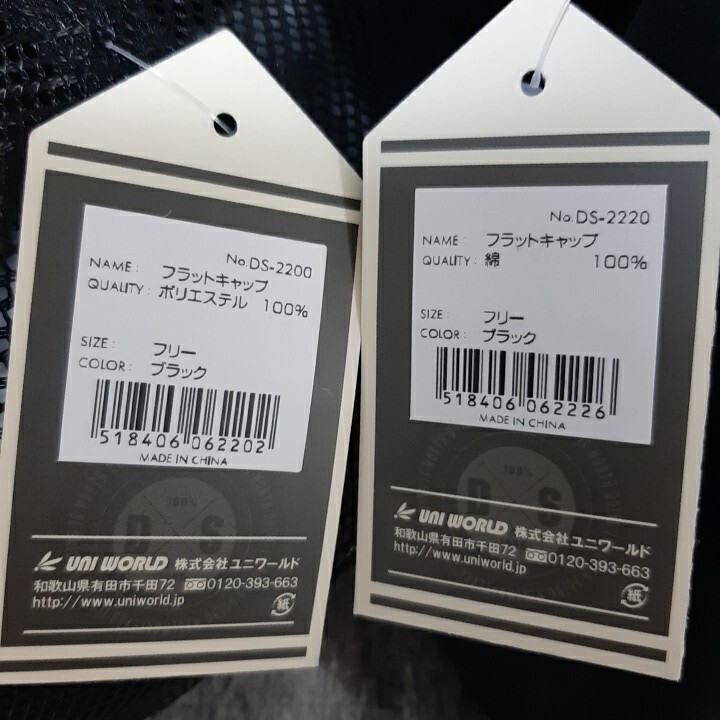 No.DS-2200
NAME: フラットキャップ
QUALITY: ポリエステル 100%
SIZE: フリー
COLOR: ブラック
518406 062202
MADE IN CHINA
100%
D S
UNI WORLD 株式会社ユニワールド
和歌山県有田市千田72 0120-393-663
http://www.uniworld.jp
紙
No.DS-2220
NAME: フラットキャップ
QUALITY: 綿 100%
SIZE: フリー
COLOR: ブラック
518406 062226
MADE IN CHINA
100%
D S
UNI WORLD 株式会社ユニワールド
和歌山県有田市千田72 0120-393-663
http://www.uniworld.jp
紙